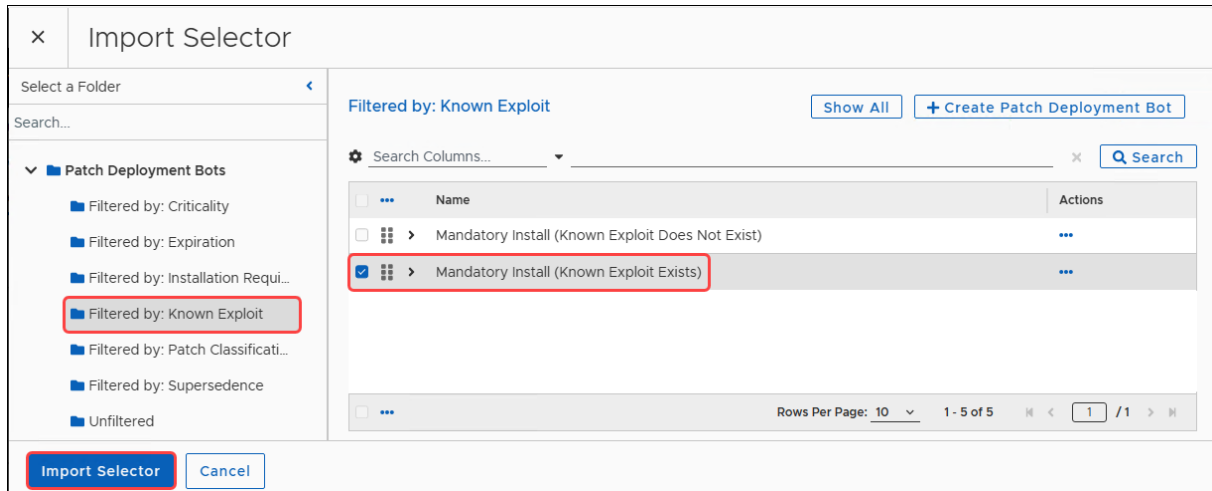 Import Selector
Select a Folder
Search...
Patch Deployment Bots
Filtered by: Criticality
Filtered by: Expiration
Filtered by: Installation Requi...
Filtered by: Known Exploit
Filtered by: Patch Classificati...
Filtered by: Supersedence
Unfiltered
Filtered by: Known Exploit
Show All
+ Create Patch Deployment Bot
Search Columns...
Search
Name
Actions
Mandatory Install (Known Exploit Does Not Exist)
Mandatory Install (Known Exploit Exists)
Rows Per Page: 10 1 - 5 of 5 1 / 1
Import Selector
Cancel